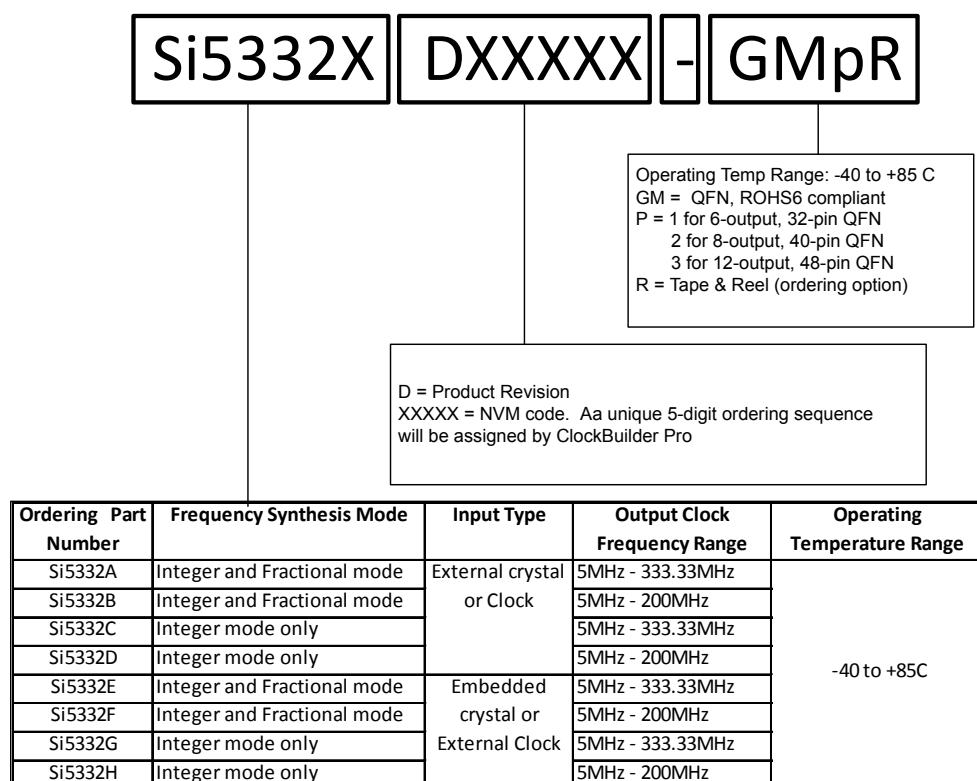 Si5332X DXXXXX - GMpR
Operating Temp Range: -40 to +85 C
GM = QFN, ROHS6 compliant
P = 1 for 6-output, 32-pin QFN
2 for 8-output, 40-pin QFN
3 for 12-output, 48-pin QFN
R = Tape & Reel (ordering option)
D = Product Revision
XXXXX = NVM code. Aa unique 5-digit ordering sequence
will be assigned by ClockBuilder Pro
Ordering Part Frequency Synthesis Mode Input Type Output Clock Operating
Number Frequency Range Temperature Range
Si5332A Integer and Fractional mode External crystal 5MHz - 333.33MHz
Si5332B Integer and Fractional mode or Clock 5MHz - 200MHz
Si5332C Integer mode only 5MHz - 333.33MHz
Si5332D Integer mode only 5MHz - 200MHz
-40 to +85C
Si5332E Integer and Fractional mode Embedded 5MHz - 333.33MHz
Si5332F Integer and Fractional mode crystal or 5MHz - 200MHz
Si5332G Integer mode only External Clock 5MHz - 333.33MHz
Si5332H Integer mode only 5MHz - 200MHz